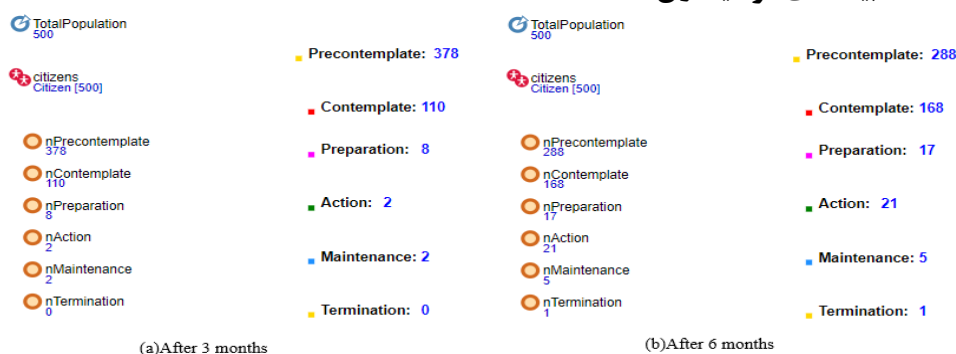 TotalPopulation
500
citizens
Citizen [500]
nPrecontemplate
378
nContemplate
110
nPreparation
8
nAction
2
nMaintenance
2
nTermination
0
Precontemplate: 378
Contemplate: 110
Preparation: 8
Action: 2
Maintenance: 2
Termination: 0
(a)After 3 months
TotalPopulation
500
citizens
Citizen [500]
nPrecontemplate
288
nContemplate
168
nPreparation
17
nAction
21
nMaintenance
5
nTermination
1
Precontemplate: 288
Contemplate: 168
Preparation: 17
Action: 21
Maintenance: 5
Termination: 1
(b)After 6 months